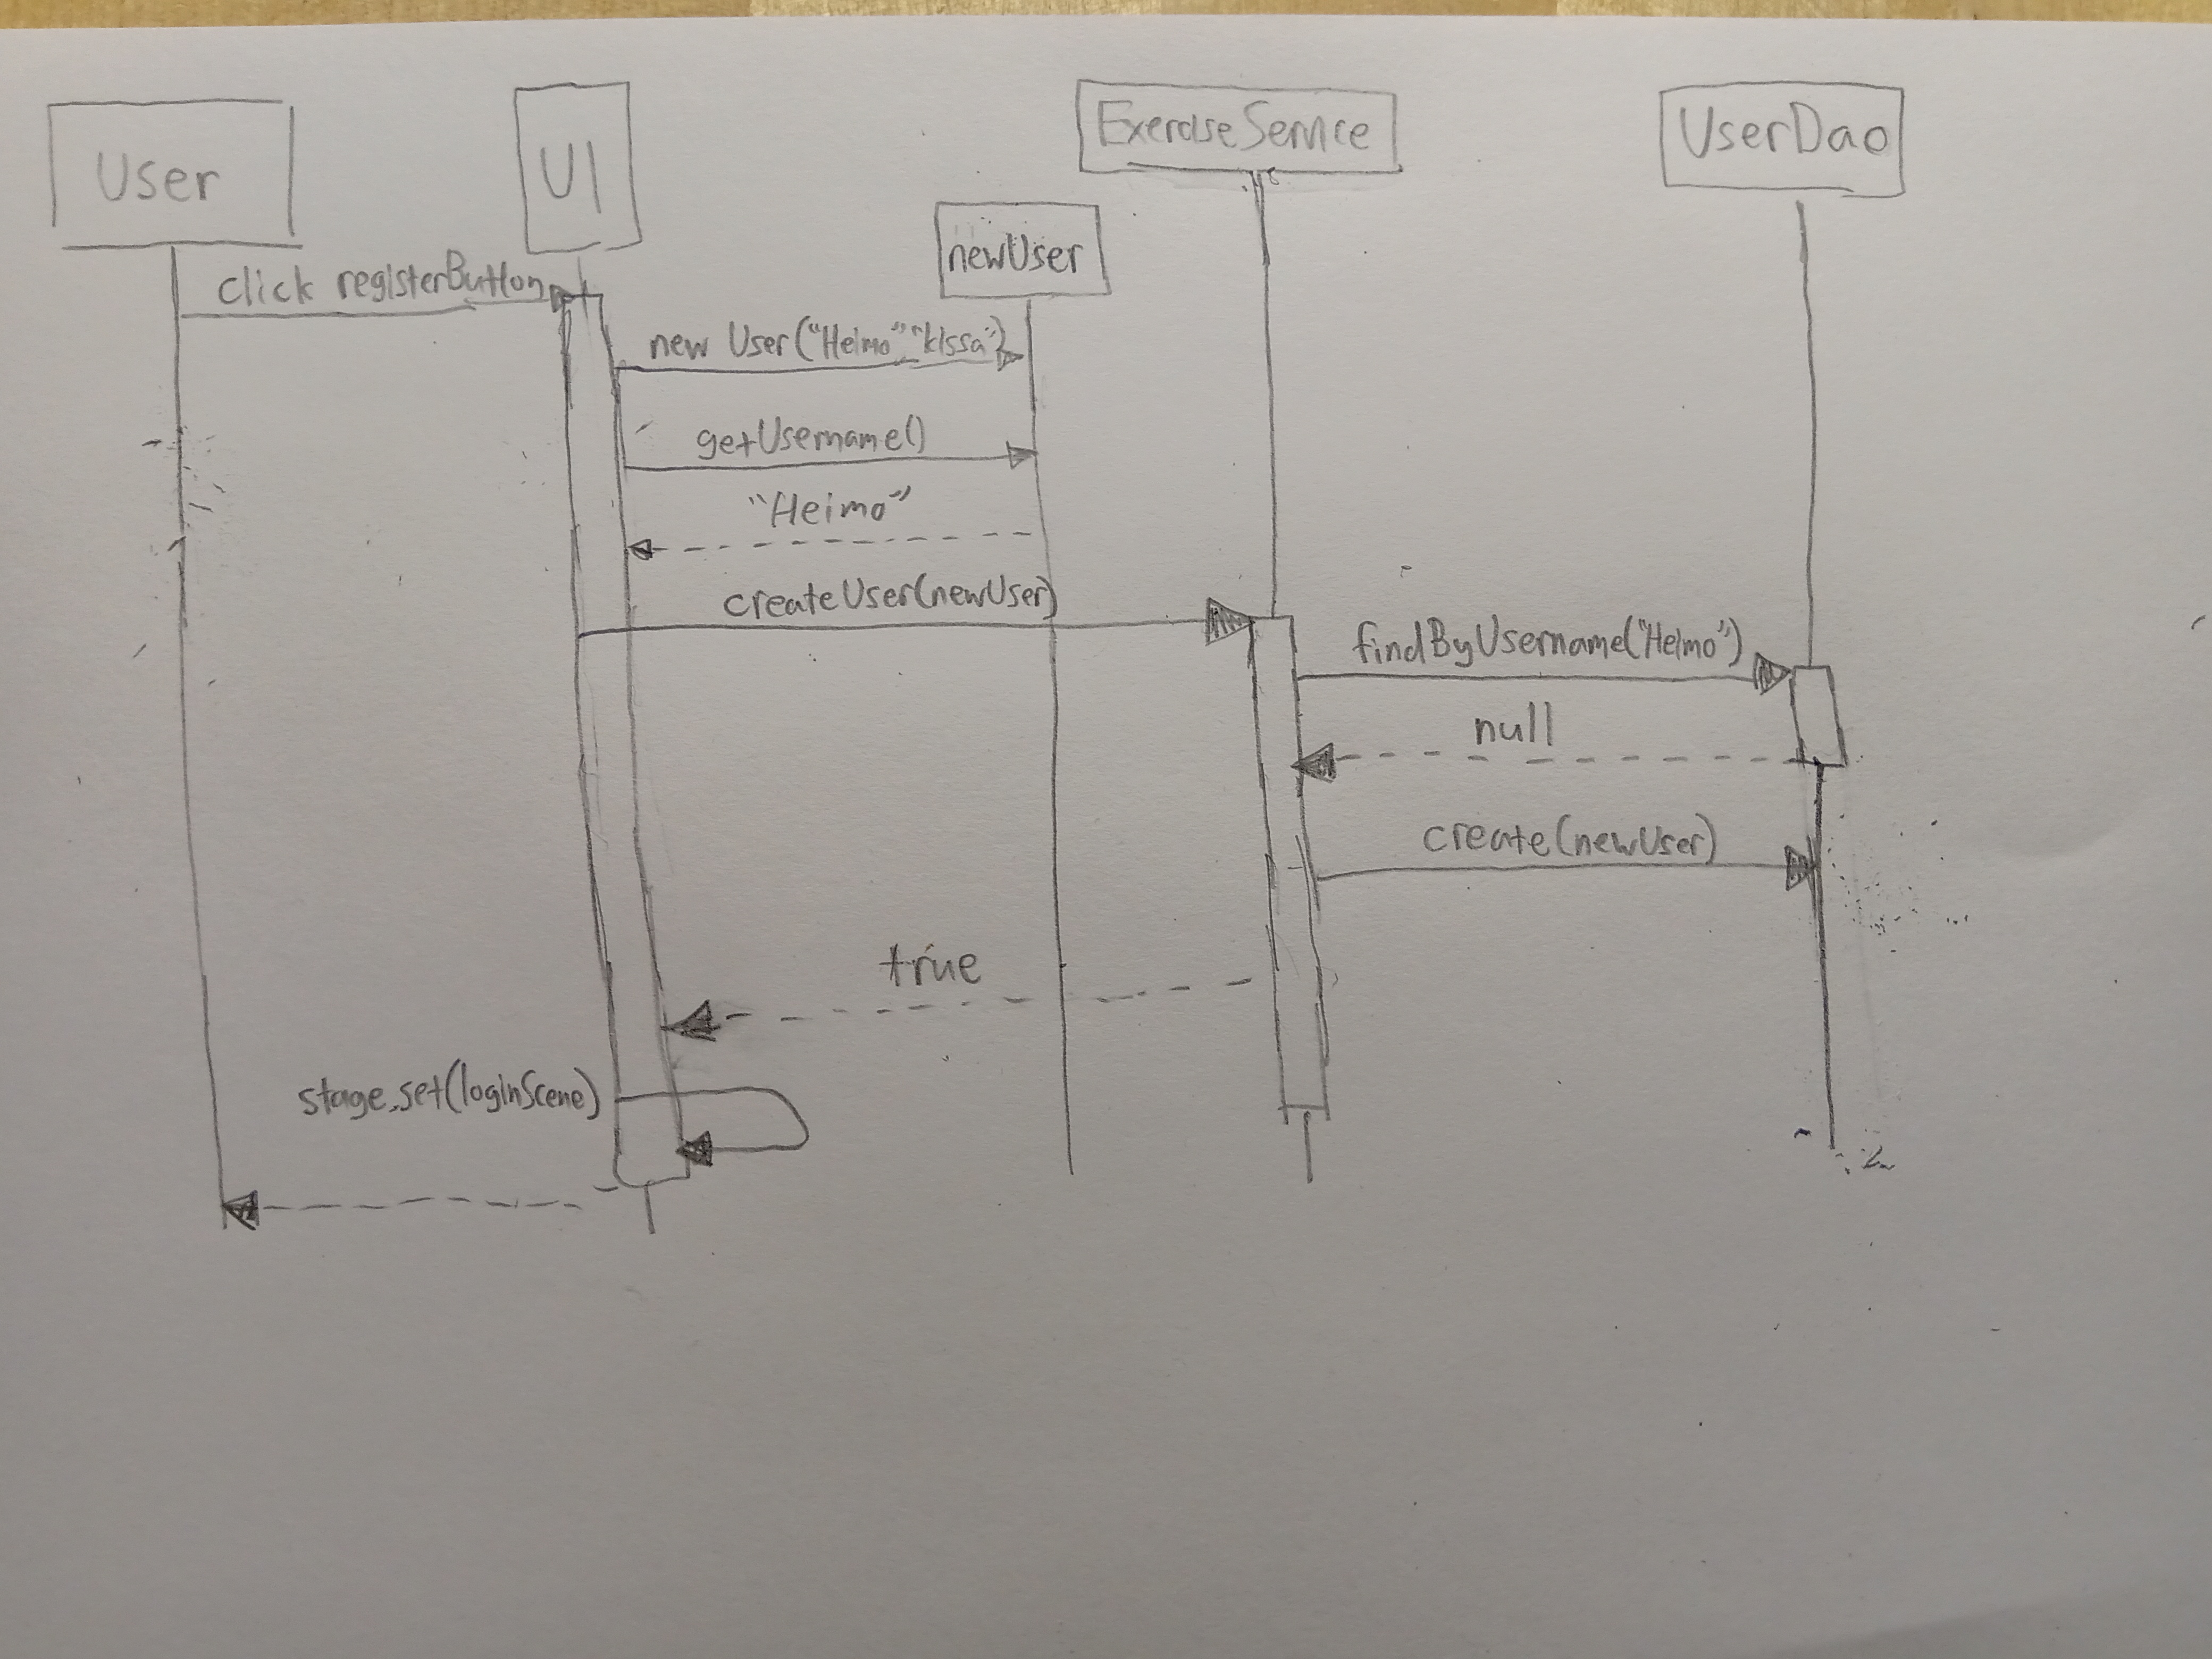 User
UI
newUser
ExerciseService
UserDao
click registerButton
new User("Heimo" "kissa")
getUsername()
"Heimo"
createUser(newUser)
findByUsername("Heimo")
null
create(newUser)
true
stage.set(loginScene)